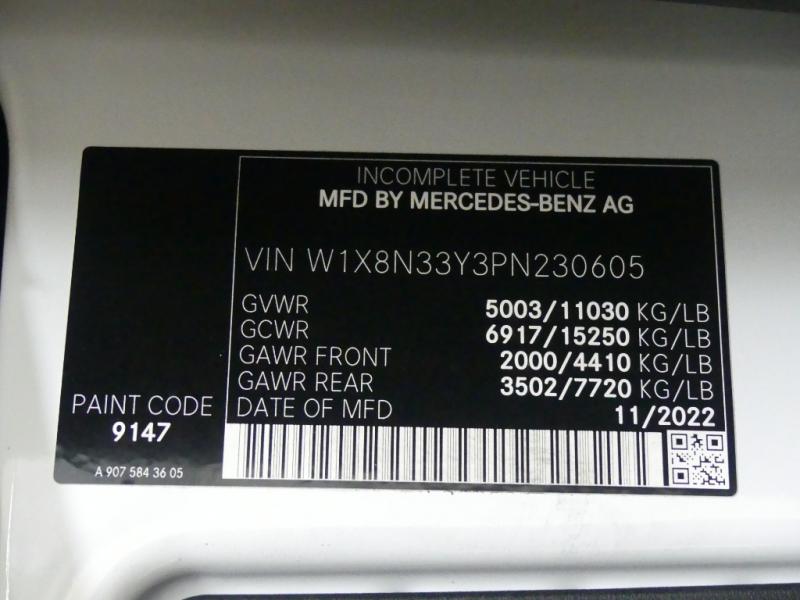 INCOMPLETE VEHICLE
MFD BY MERCEDES-BENZ AG
VIN W1X8N33Y3PN230605
GVWR 5003/11030 KG/LB
GCWR 6917/15250 KG/LB
GAWR FRONT 2000/4410 KG/LB
GAWR REAR 3502/7720 KG/LB
DATE OF MFD 11/2022
PAINT CODE
9147
A 907 584 36 05